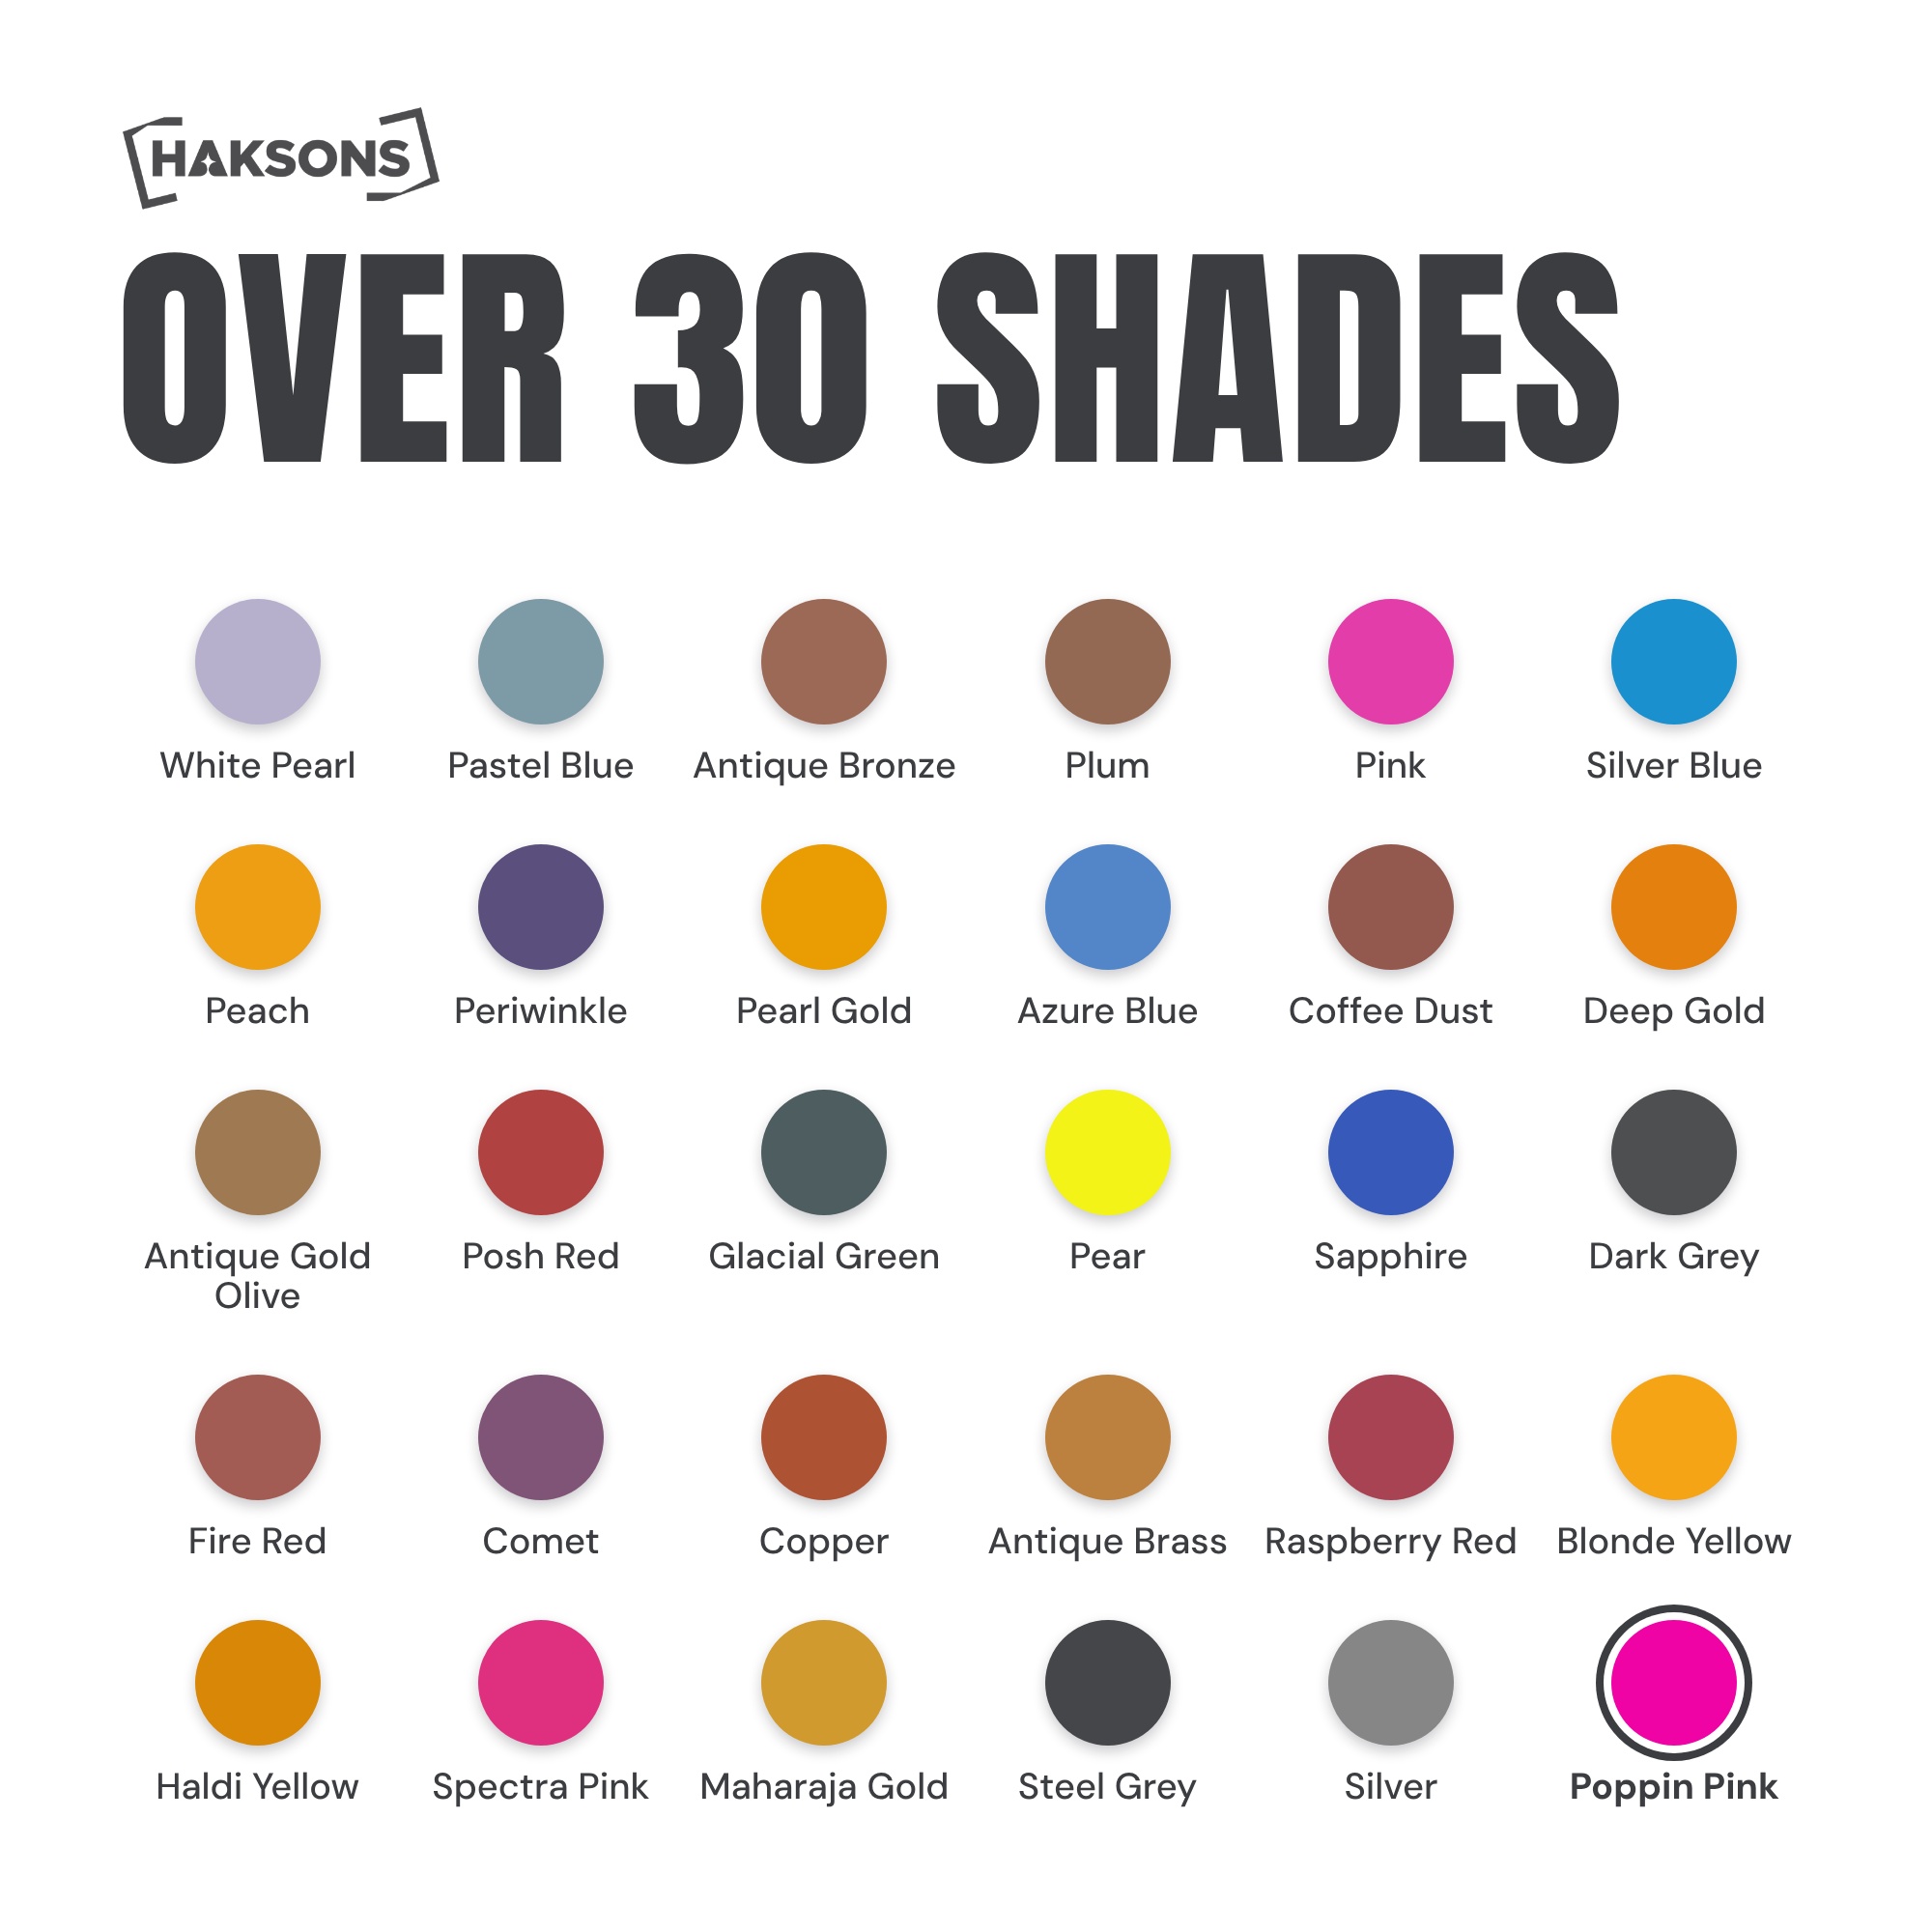 HAKSONS
OVER 30 SHADES
White Pearl
Pastel Blue
Antique Bronze
Plum
Pink
Silver Blue
Peach
Periwinkle
Pearl Gold
Azure Blue
Coffee Dust
Deep Gold
Antique Gold
Olive
Posh Red
Glacial Green
Pear
Sapphire
Dark Grey
Fire Red
Comet
Copper
Antique Brass
Raspberry Red
Blonde Yellow
Haldi Yellow
Spectra Pink
Maharaja Gold
Steel Grey
Silver
Poppin Pink